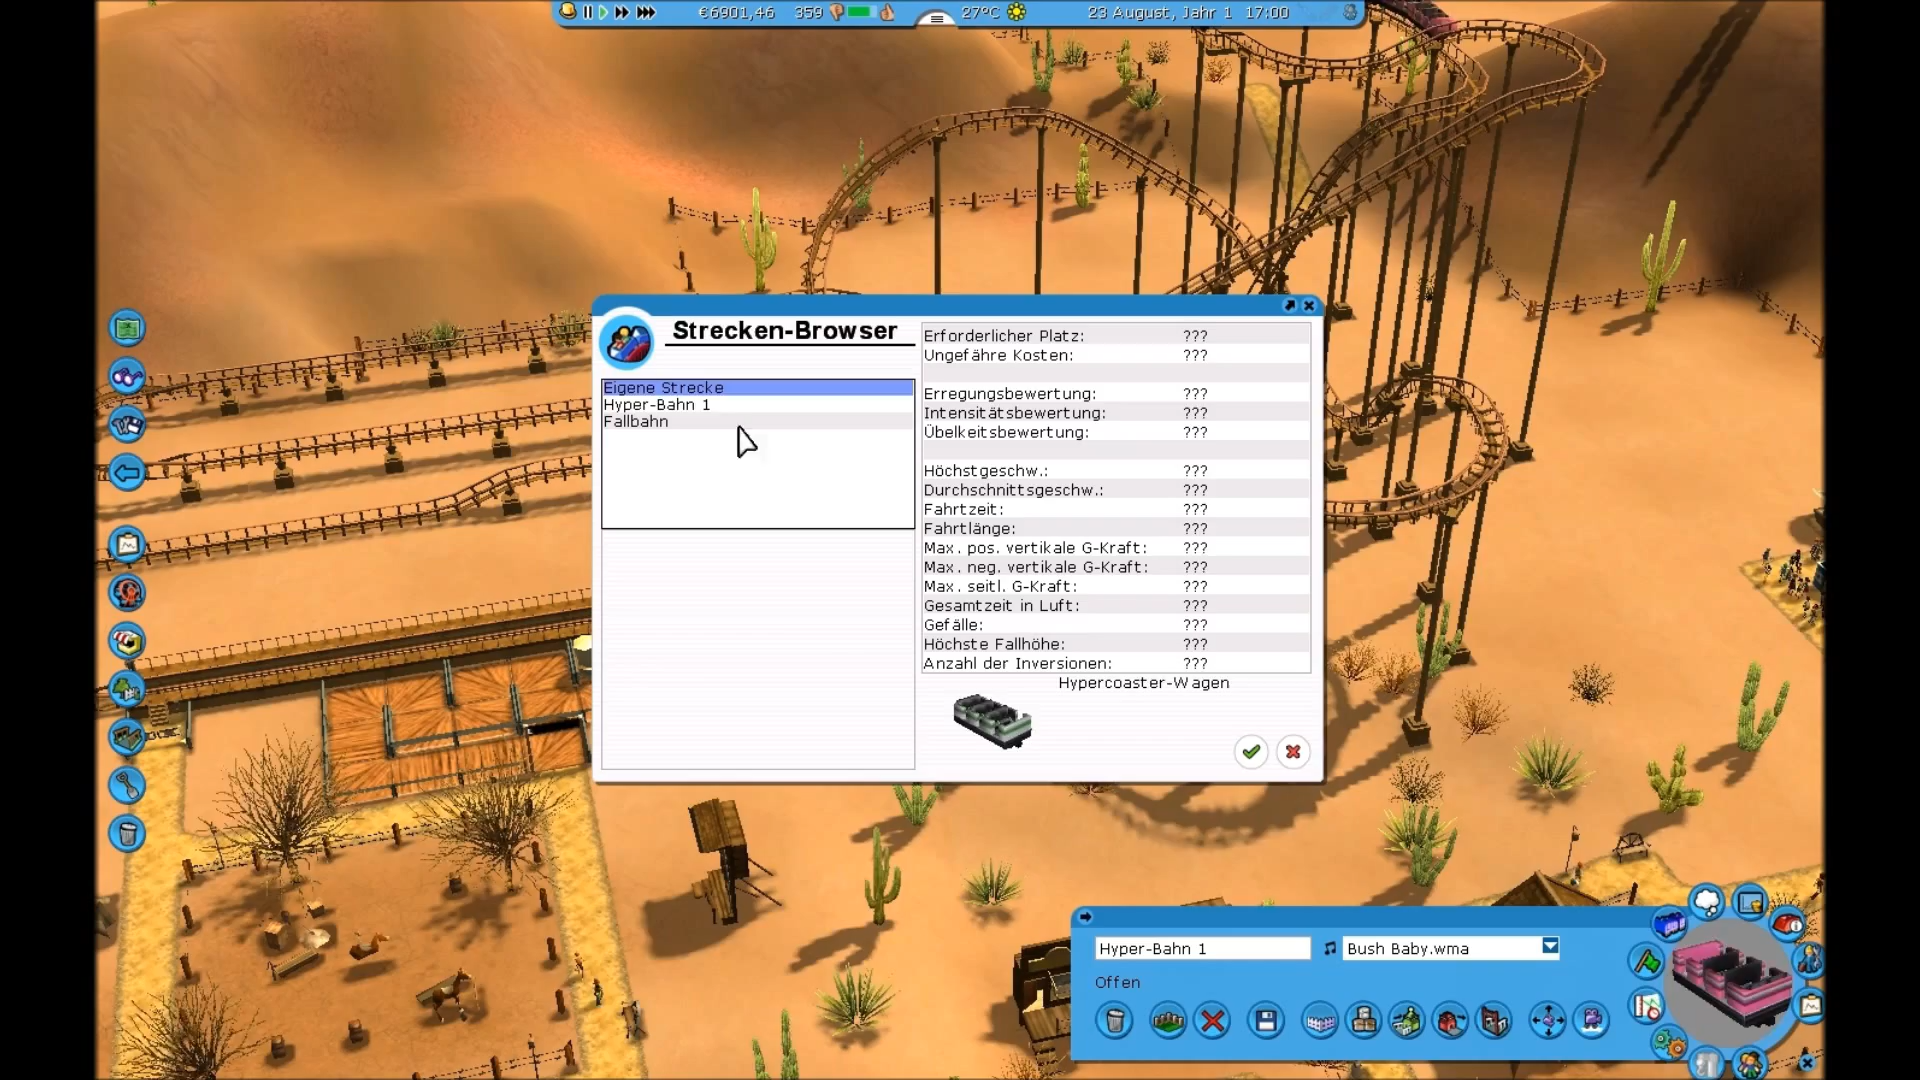 €6901,46 359 27°C 23 August, Jahr 1 17:00
Strecken-Browser
Eigene Strecke
Hyper-Bahn 1
Fallbahn
Erforderlicher Platz: ???
Ungefähre Kosten: ???
Erregungsbewertung: ???
Intensitätsbewertung: ???
Übelkeitsbewertung: ???
Höchstgeschw.: ???
Durchschnittsgeschw.: ???
Fahrtzeit: ???
Fahrtlänge: ???
Max. pos. vertikale G-Kraft: ???
Max. neg. vertikale G-Kraft: ???
Max. seitl. G-Kraft: ???
Gesamtzeit in Luft: ???
Gefälle: ???
Höchste Fallhöhe: ???
Anzahl der Inversionen: ???
Hypercoaster-Wagen
Hyper-Bahn 1 Bush Baby.wma
Offen